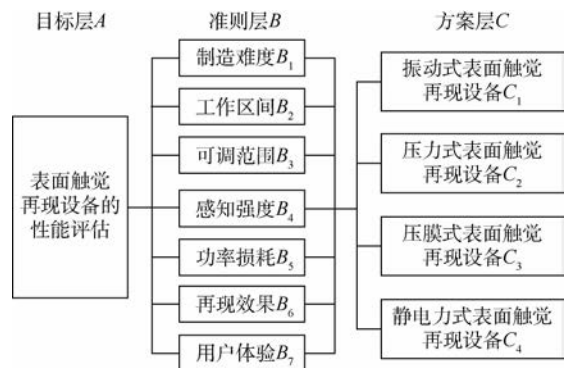 目标层A
准则层B
方案层C
表面触觉
再现设备的
性能评估
制造难度B1
工作区间B2
可调范围B3
感知强度B4
功率损耗B5
再现效果B6
用户体验B7
振动式表面触觉
再现设备C1
压力式表面触觉
再现设备C2
压膜式表面触觉
再现设备C3
静电力式表面触觉
再现设备C4